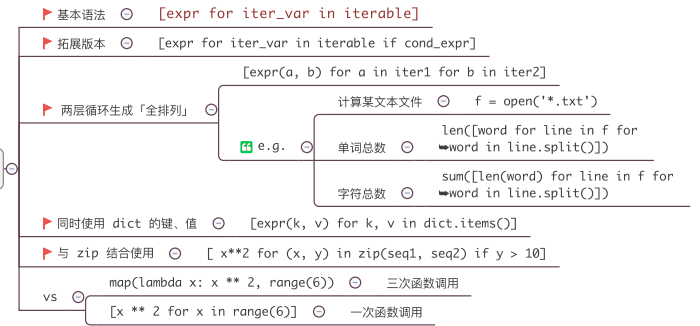 基本语法 [expr for iter_var in iterable]
拓展版本 [expr for iter_var in iterable if cond_expr]
两层循环生成「全排列」
[expr(a, b) for a in iter1 for b in iter2]
e.g.
计算某文本文件 f = open('*.txt')
单词总数
len([word for line in f for
➥word in line.split()])
字符总数
sum([len(word) for line in f for
➥word in line.split()])
同时使用 dict 的键、值 [expr(k, v) for k, v in dict.items()]
与 zip 结合使用 [ x**2 for (x, y) in zip(seq1, seq2) if y > 10]
vs
map(lambda x: x ** 2, range(6)) 三次函数调用
[x ** 2 for x in range(6)] 一次函数调用